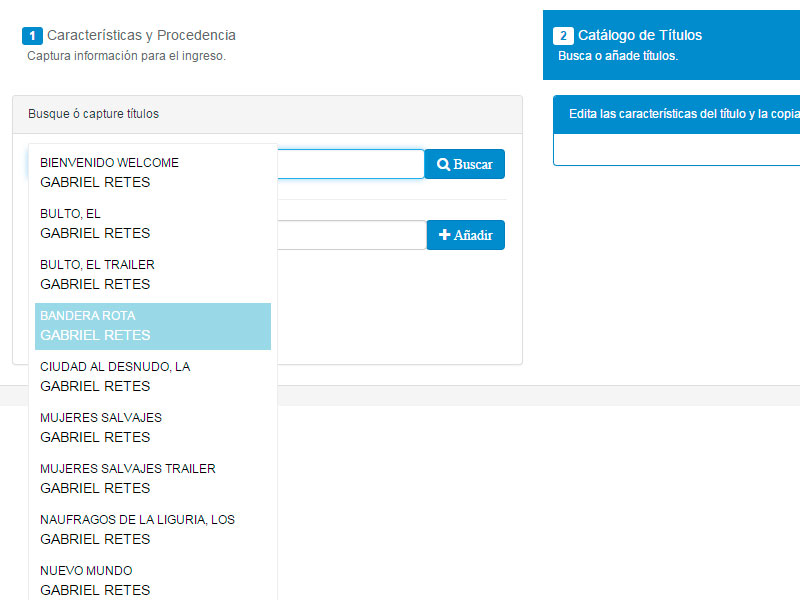 1 Características y Procedencia
Captura información para el ingreso.
2 Catálogo de Títulos
Busca o añade títulos.
Busque ó capture títulos
Buscar
Añadir
BIENVENIDO WELCOME
GABRIEL RETES
BULTO, EL
GABRIEL RETES
BULTO, EL TRAILER
GABRIEL RETES
BANDERA ROTA
GABRIEL RETES
CIUDAD AL DESNUDO, LA
GABRIEL RETES
MUJERES SALVAJES
GABRIEL RETES
MUJERES SALVAJES TRAILER
GABRIEL RETES
NAUFRAGOS DE LA LIGURIA, LOS
GABRIEL RETES
NUEVO MUNDO
GABRIEL RETES
Edita las características del título y la copia